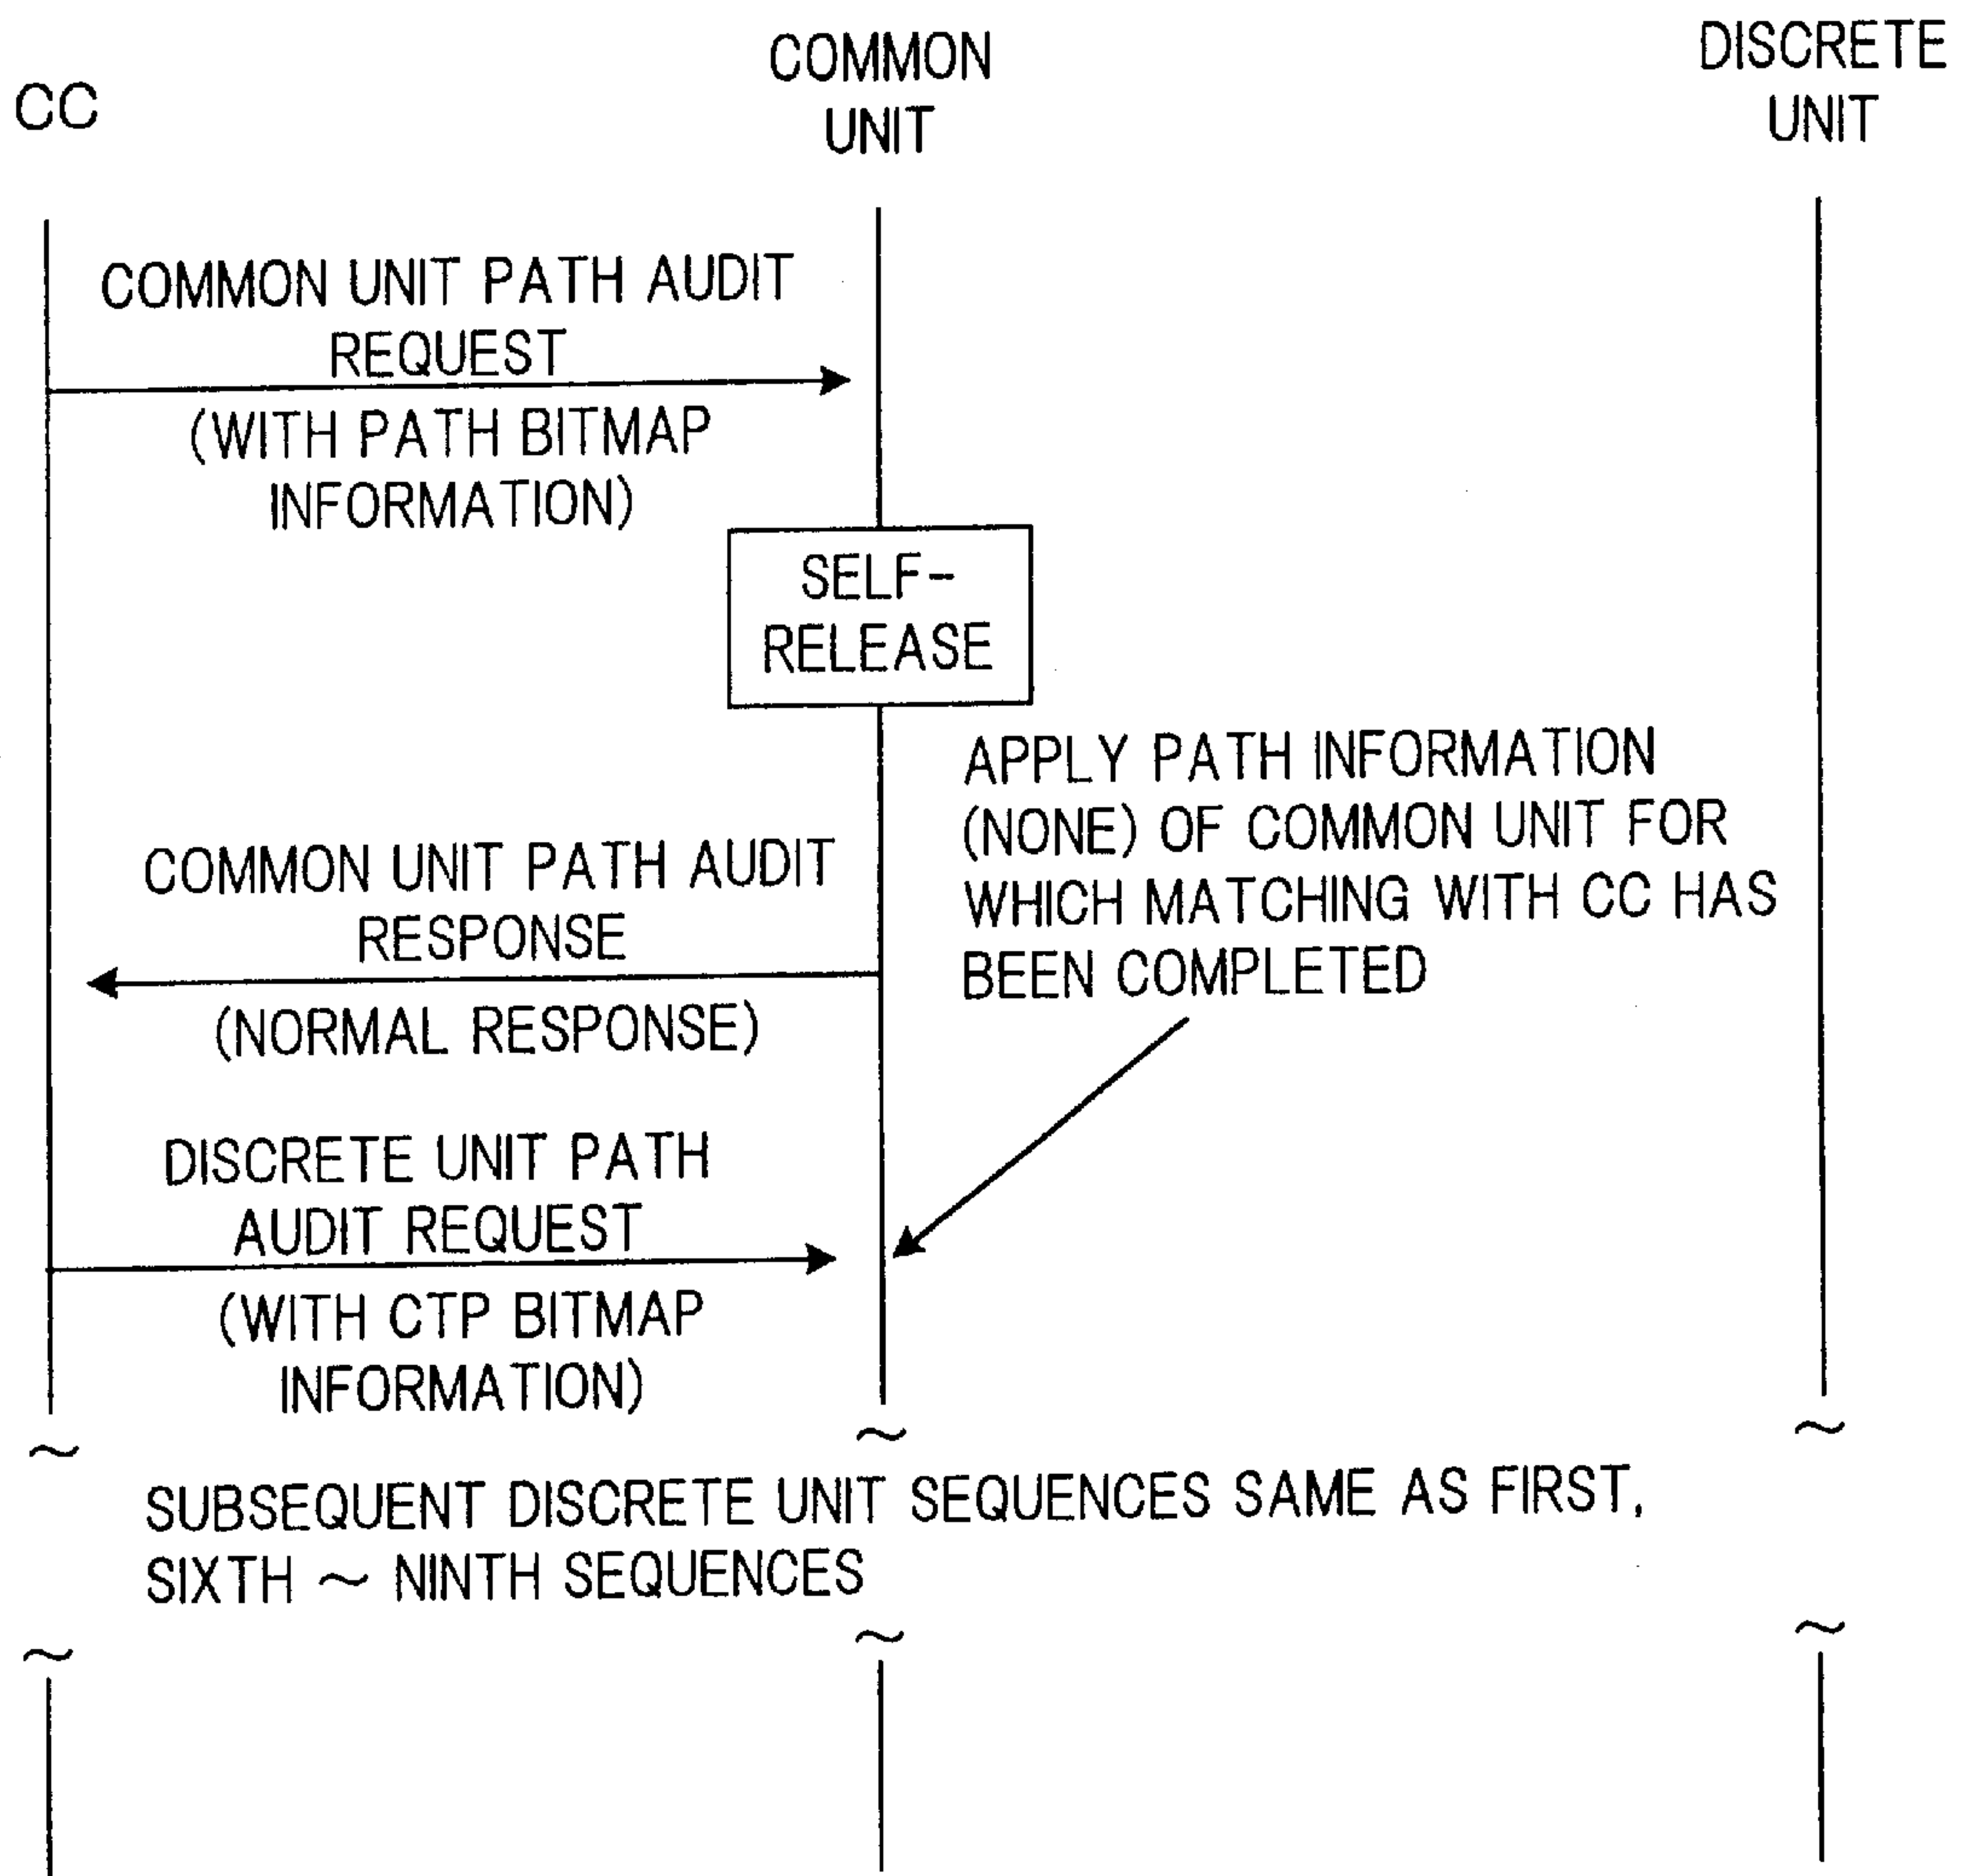 CC
COMMON
UNIT
DISCRETE
UNIT
COMMON UNIT PATH AUDIT
REQUEST
(WITH PATH BITMAP
INFORMATION)
SELF-
RELEASE
APPLY PATH INFORMATION
(NONE) OF COMMON UNIT FOR
WHICH MATCHING WITH CC HAS
BEEN COMPLETED
COMMON UNIT PATH AUDIT
RESPONSE
(NORMAL RESPONSE)
DISCRETE UNIT PATH
AUDIT REQUEST
(WITH CTP BITMAP
INFORMATION)
SUBSEQUENT DISCRETE UNIT SEQUENCES SAME AS FIRST,
SIXTH ~ NINTH SEQUENCES